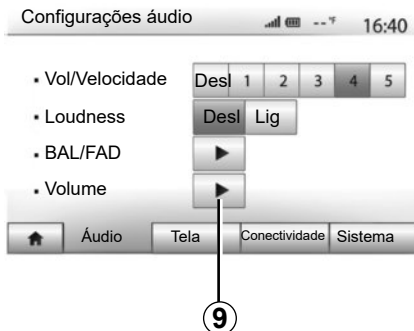 Configurações áudio --°F 16:40
Vol/Velocidade Desl 1 2 3 4 5
Loudness Desl Lig
BAL/FAD
Volume
Áudio Tela Conectividade Sistema
9